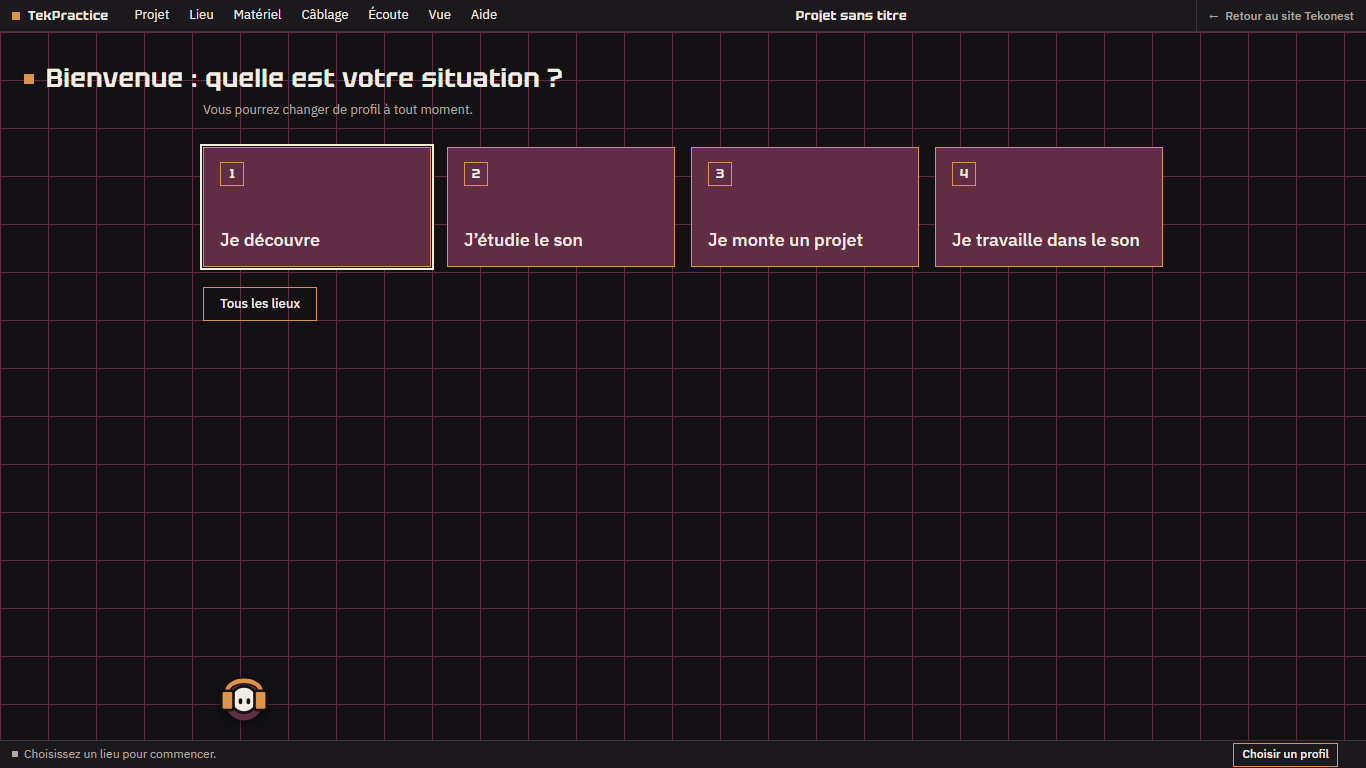 TekPractice Projet Lieu Matériel Câblage Écoute Vue Aide Projet sans titre ← Retour au site Tekonest
Bienvenue : quelle est votre situation ?
Vous pourrez changer de profil à tout moment.
1
Je découvre
2
J’étudie le son
3
Je monte un projet
4
Je travaille dans le son
Tous les lieux
Choisissez un lieu pour commencer.
Choisir un profil